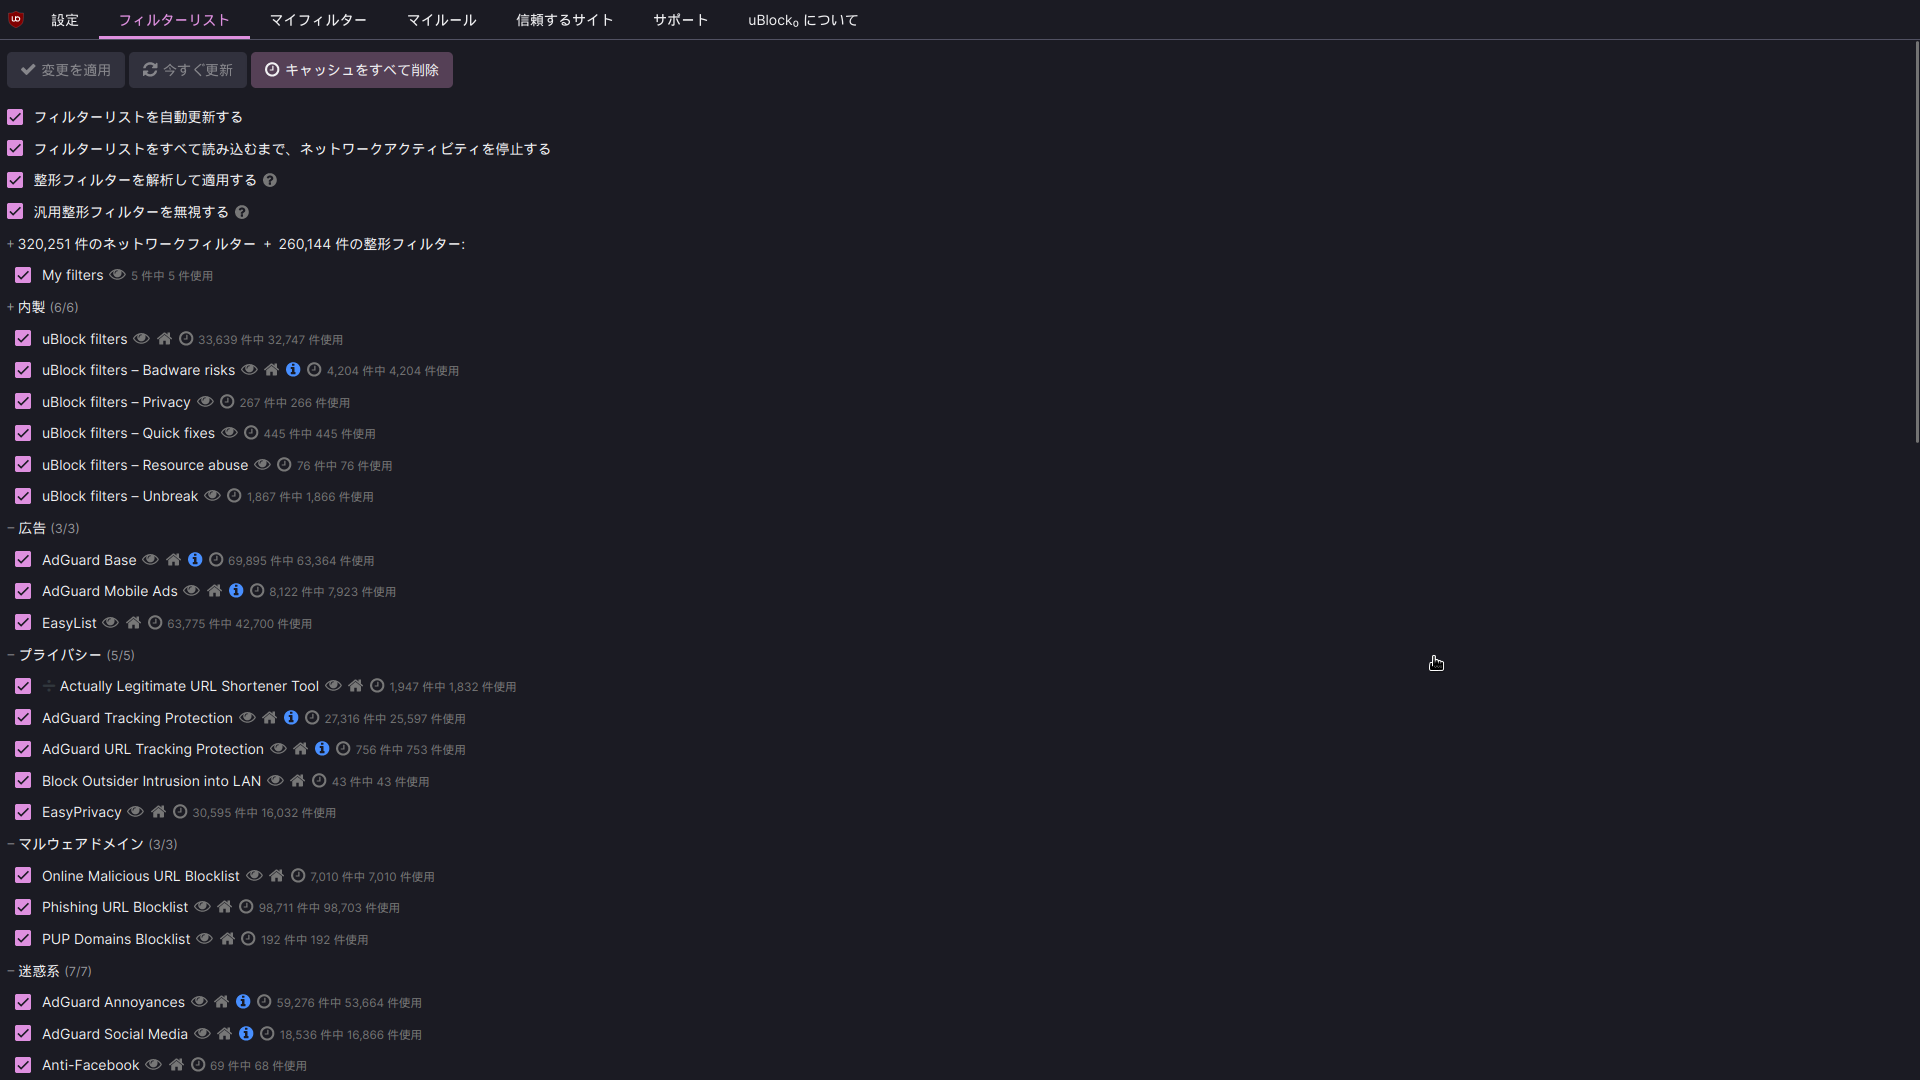 設定 フィルターリスト マイフィルター マイルール 信頼するサイト サポート uBlock₀ について
変更を適用 今すぐ更新 キャッシュをすべて削除
フィルターリストを自動更新する
フィルターリストをすべて読み込むまで、ネットワークアクティビティを停止する
整形フィルターを解析して適用する
汎用整形フィルターを無視する
+ 320,251 件のネットワークフィルター + 260,144 件の整形フィルター:
My filters 5 件中 5 件使用
+ 内製 (6/6)
uBlock filters 33,639 件中 32,747 件使用
uBlock filters – Badware risks 4,204 件中 4,204 件使用
uBlock filters – Privacy 267 件中 266 件使用
uBlock filters – Quick fixes 445 件中 445 件使用
uBlock filters – Resource abuse 76 件中 76 件使用
uBlock filters – Unbreak 1,867 件中 1,866 件使用
− 広告 (3/3)
AdGuard Base 69,895 件中 63,364 件使用
AdGuard Mobile Ads 8,122 件中 7,923 件使用
EasyList 63,775 件中 42,700 件使用
− プライバシー (5/5)
➗ Actually Legitimate URL Shortener Tool 1,947 件中 1,832 件使用
AdGuard Tracking Protection 27,316 件中 25,597 件使用
AdGuard URL Tracking Protection 756 件中 753 件使用
Block Outsider Intrusion into LAN 43 件中 43 件使用
EasyPrivacy 30,595 件中 16,032 件使用
− マルウェアドメイン (3/3)
Online Malicious URL Blocklist 7,010 件中 7,010 件使用
Phishing URL Blocklist 98,711 件中 98,703 件使用
PUP Domains Blocklist 192 件中 192 件使用
− 迷惑系 (7/7)
AdGuard Annoyances 59,276 件中 53,664 件使用
AdGuard Social Media 18,536 件中 16,866 件使用
Anti-Facebook 69 件中 68 件使用